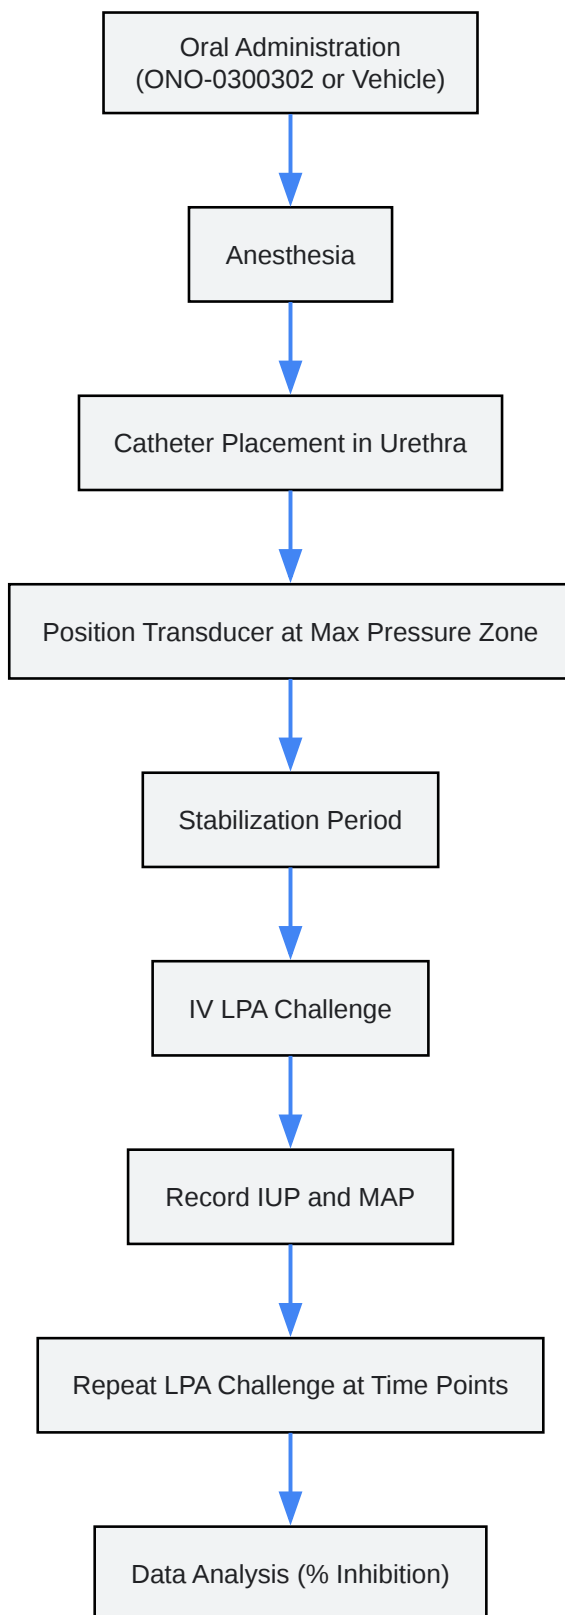 Oral Administration
(ONO-0300302 or Vehicle)
Anesthesia
Catheter Placement in Urethra
Position Transducer at Max Pressure Zone
Stabilization Period
IV LPA Challenge
Record IUP and MAP
Repeat LPA Challenge at Time Points
Data Analysis (% Inhibition)